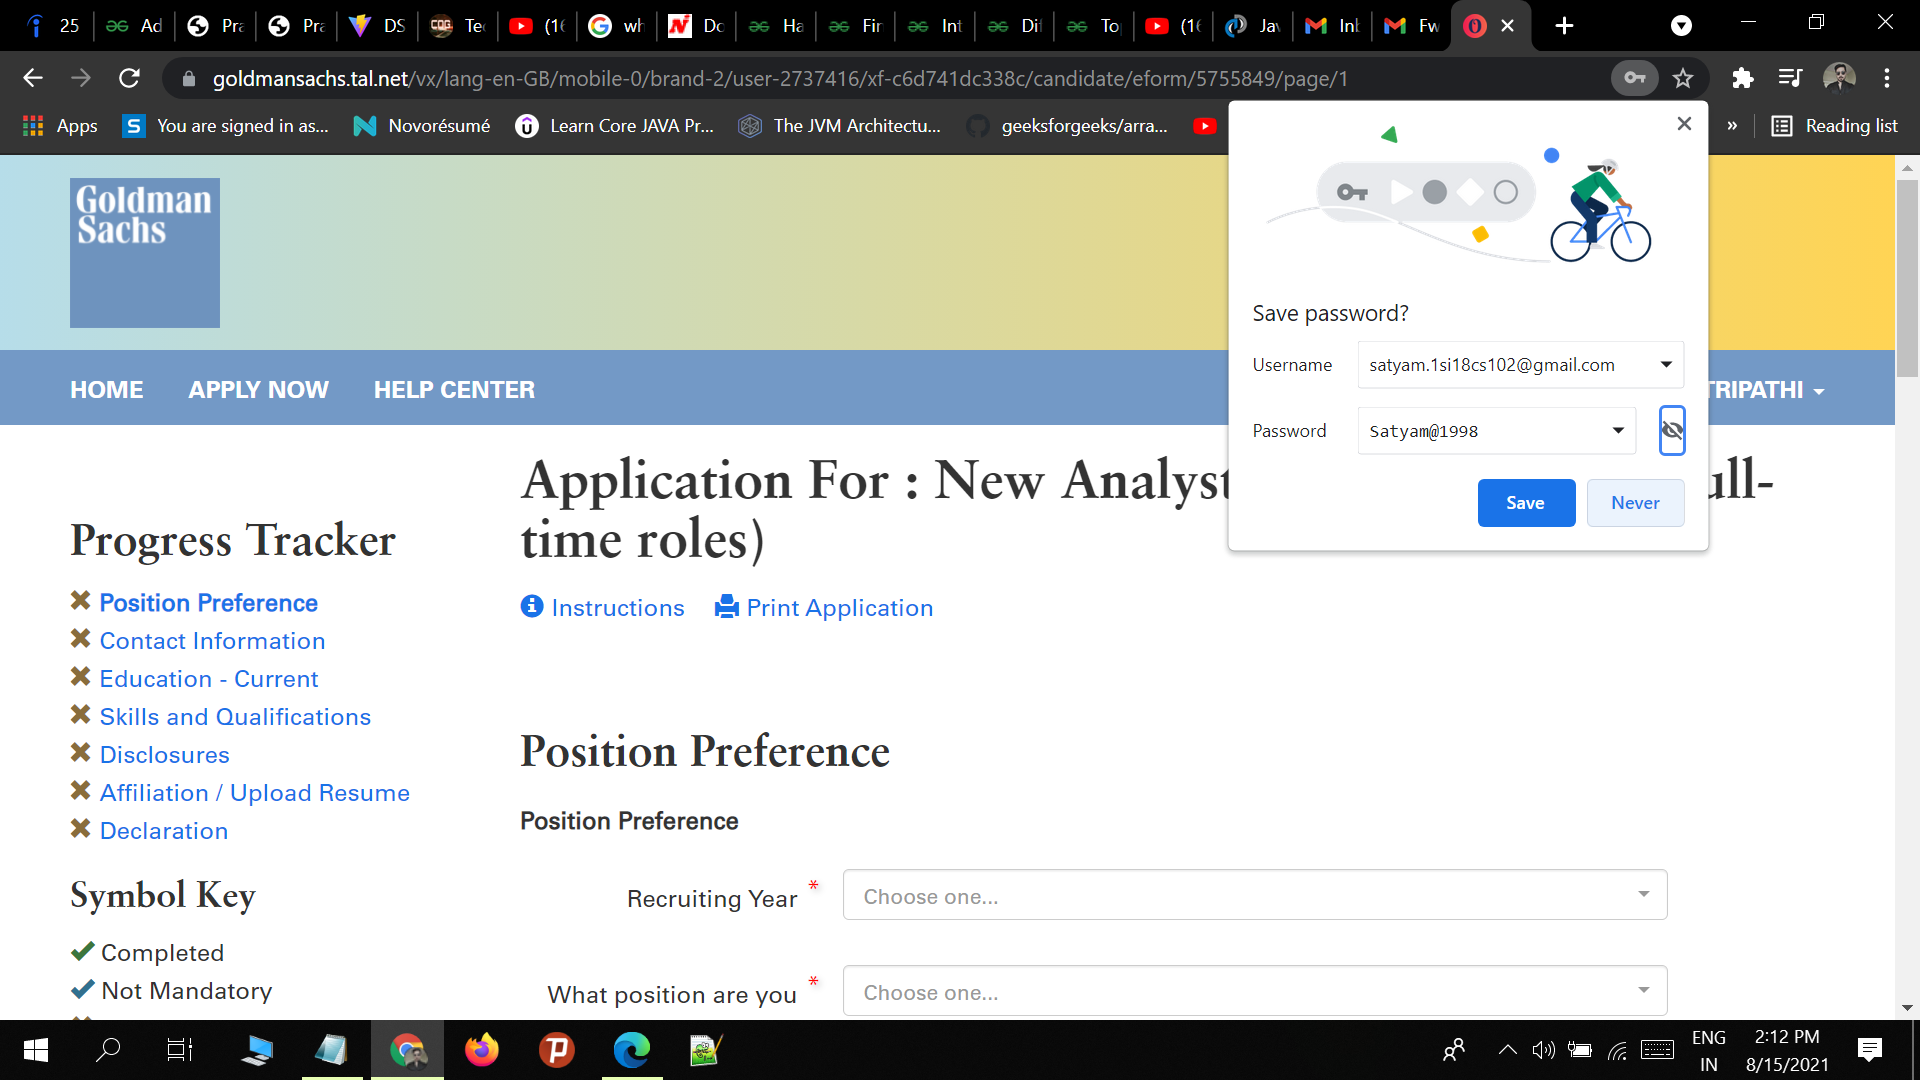 25
Ad
Pra
Pra
DS
Tec
(16
wh
Do
Ha
Fin
Int
Dif
To
(16
Jav
Inb
Fw
goldmansachs.tal.net/vx/lang-en-GB/mobile-0/brand-2/user-2737416/xf-c6d741dc338c/candidate/eform/5755849/page/1
Apps
You are signed in as...
Novorésumé
Learn Core JAVA Pr...
The JVM Architectu...
geeksforgeeks/arra...
»
Reading list
Goldman
Sachs
HOME
APPLY NOW
HELP CENTER
TRIPATHI
Save password?
Username
satyam.1si18cs102@gmail.com
Password
Satyam@1998
Save
Never
Application For : New Analyst
ull-
time roles)
Instructions
Print Application
Progress Tracker
Position Preference
Contact Information
Education - Current
Skills and Qualifications
Disclosures
Affiliation / Upload Resume
Declaration
Symbol Key
Completed
Not Mandatory
Position Preference
Position Preference
Recruiting Year *
Choose one...
What position are you *
Choose one...
ENG
IN
2:12 PM
8/15/2021